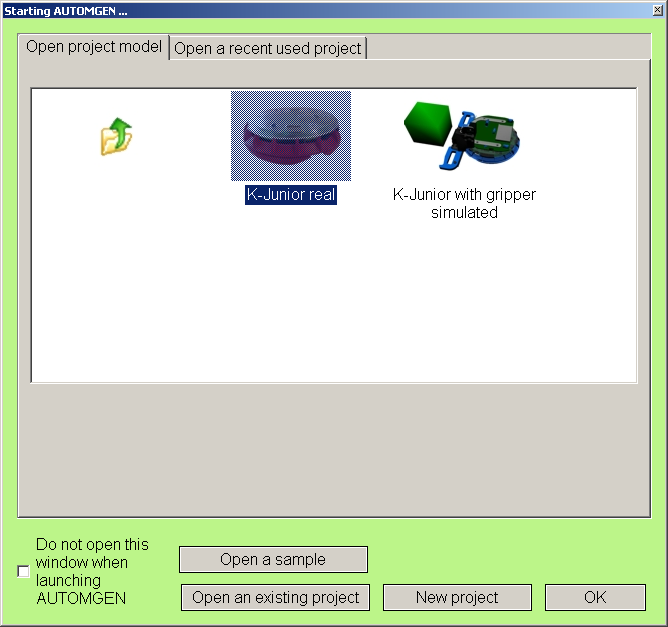 Starting AUTOMGEN ...
Open project model
Open a recent used project
K-Junior real
K-Junior with gripper
simulated
Do not open this
window when
launching
AUTOMGEN
Open a sample
Open an existing project
New project
OK